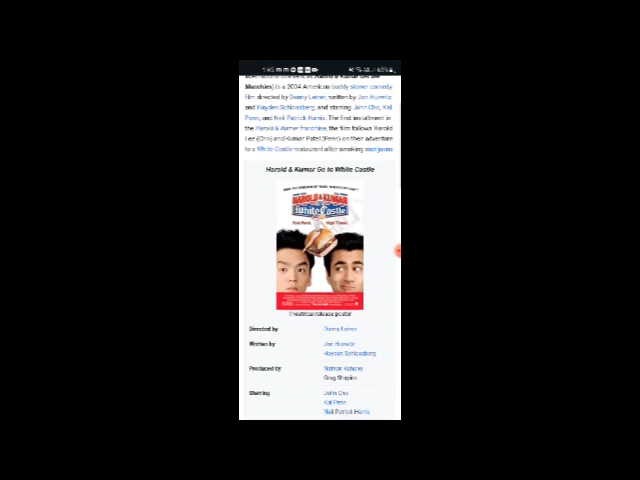 1:45
65%
Munchies) is a 2004 American buddy stoner comedy
film directed by Danny Leiner, written by Jon Hurwitz
and Hayden Schlossberg, and starring John Cho, Kal
Penn, and Neil Patrick Harris. The first installment in
the Harold & Kumar franchise, the film follows Harold
Lee (Cho) and Kumar Patel (Penn) on their adventure
to a White Castle restaurant after smoking marijuana
Harold & Kumar Go to White Castle
HAROLD & KUMAR
White Castle
Theatrical release poster
Directed by Danny Leiner
Written by Jon Hurwitz
Hayden Schlossberg
Produced by Nathan Kahane
Greg Shapiro
Starring John Cho
Kal Penn
Neil Patrick Harris